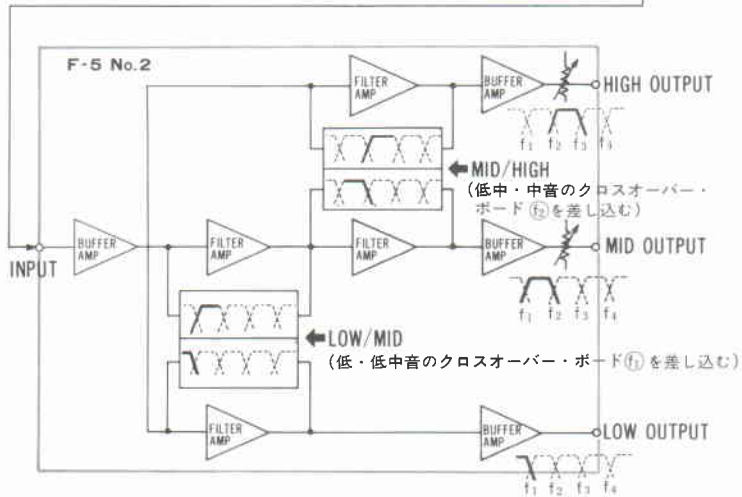 F-5 No.2
FILTER AMP
BUFFER AMP
HIGH OUTPUT
f₁ f₂ f₃ f₄
MID/HIGH
(低中・中音のクロスオーバー・
ボード(f₂)を差し込む)
INPUT
BUFFER AMP
FILTER AMP
FILTER AMP
BUFFER AMP
MID OUTPUT
f₁ f₂ f₃ f₄
LOW/MID
(低・低中音のクロスオーバー・ボード(f₁)を差し込む)
FILTER AMP
BUFFER AMP
LOW OUTPUT
f₁ f₂ f₃ f₄